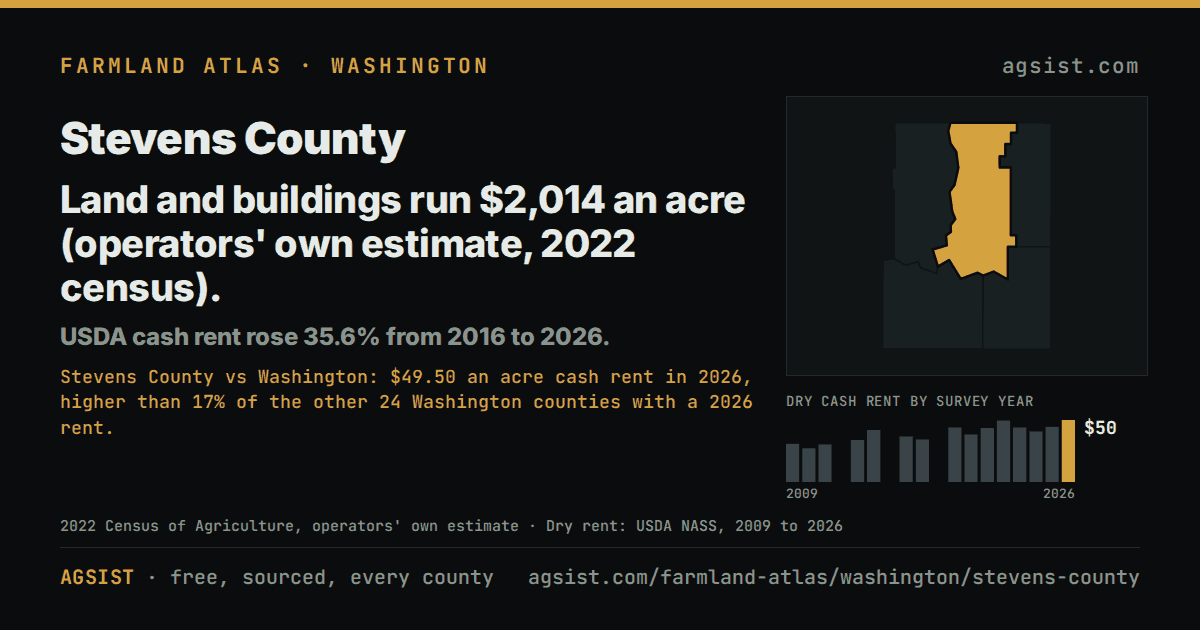 FARMLAND ATLAS · WASHINGTON
agsist.com
Stevens County
Land and buildings run $2,014 an acre
(operators' own estimate, 2022
census).
USDA cash rent rose 35.6% from 2016 to 2026.
Stevens County vs Washington: $49.50 an acre cash rent in 2026,
higher than 17% of the other 24 Washington counties with a 2026
rent.
DRY CASH RENT BY SURVEY YEAR
$50
2009
2026
2022 Census of Agriculture, operators' own estimate · Dry rent: USDA NASS, 2009 to 2026
AGSIST · free, sourced, every county
agsist.com/farmland-atlas/washington/stevens-county